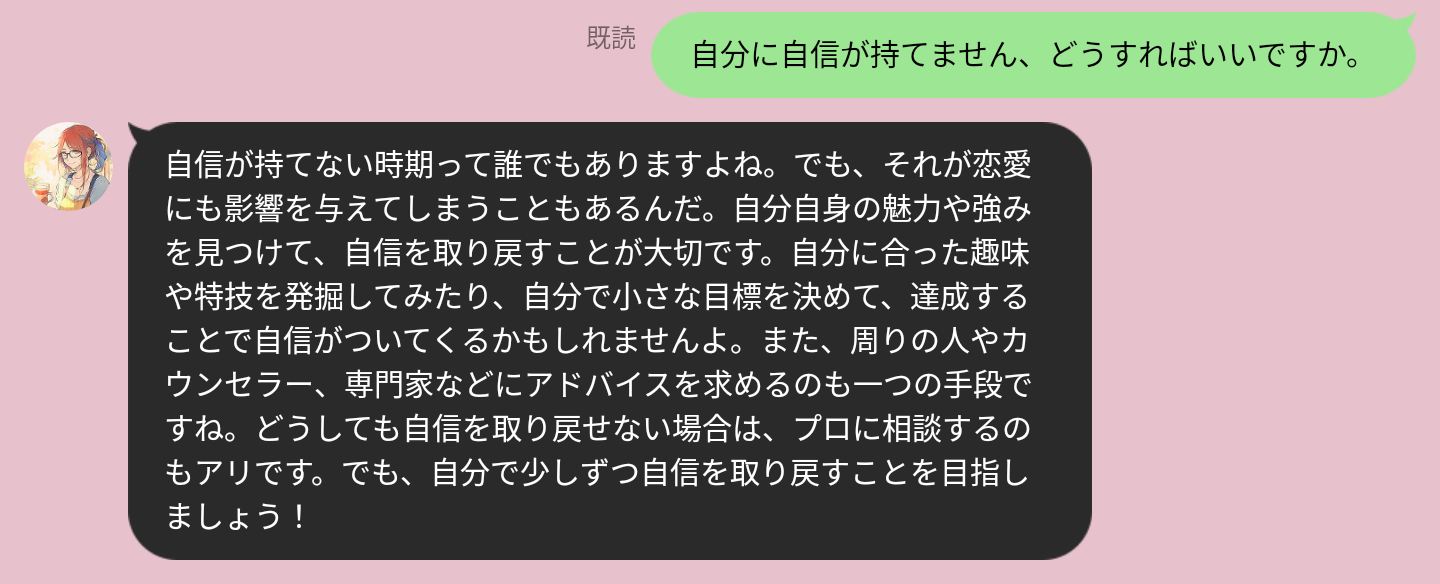 既読
自分に自信が持てません、どうすればいいですか。
自信が持てない時期って誰でもありますよね。でも、それが恋愛
にも影響を与えてしまうこともあるんだ。自分自身の魅力や強み
を見つけて、自信を取り戻すことが大切です。自分に合った趣味
や特技を発掘してみたり、自分で小さな目標を決めて、達成する
ことで自信がついてくるかもしれませんよ。また、周りの人やカ
ウンセラー、専門家などにアドバイスを求めるのも一つの手段で
すね。どうしても自信を取り戻せない場合は、プロに相談するの
もアリです。でも、自分で少しずつ自信を取り戻すことを目指し
ましょう！